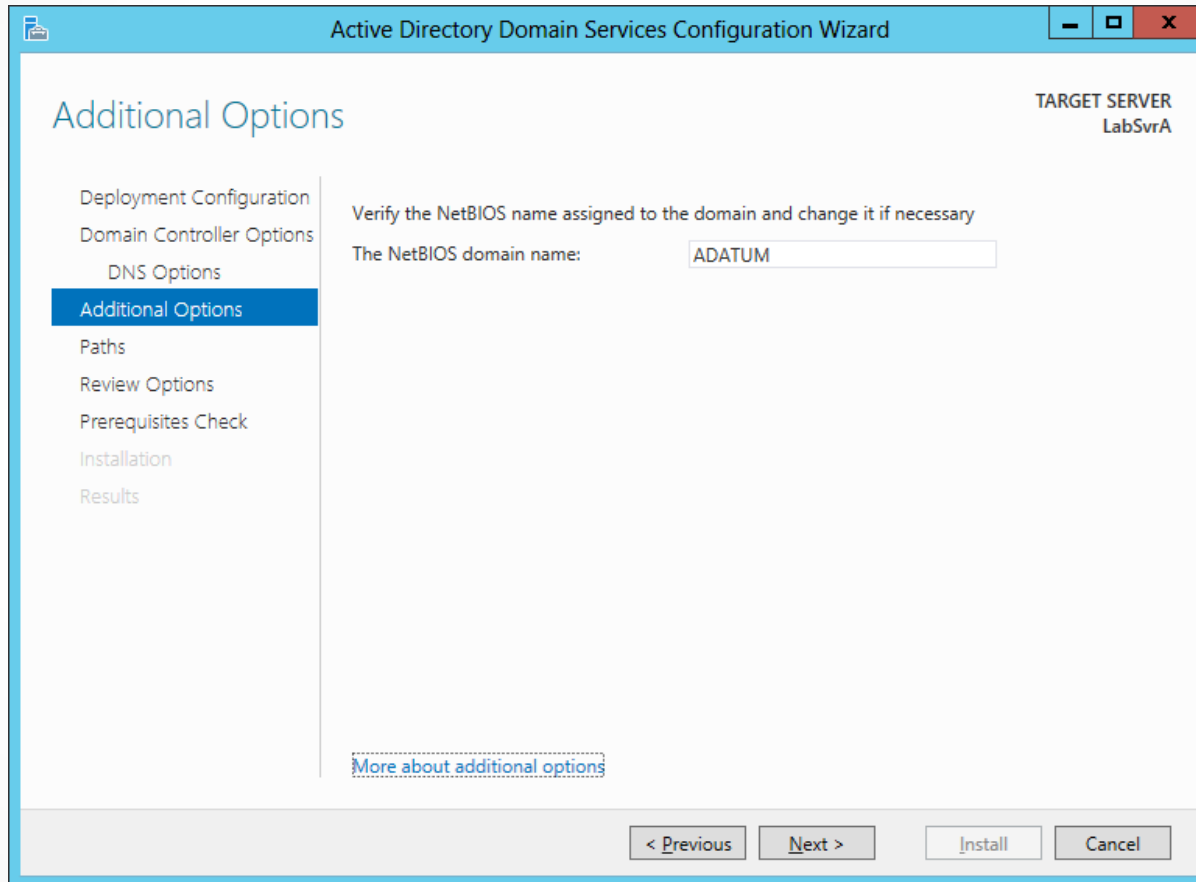 Active Directory Domain Services Configuration Wizard
Additional Options
TARGET SERVER
LabSvrA
Deployment Configuration
Domain Controller Options
DNS Options
Additional Options
Paths
Review Options
Prerequisites Check
Installation
Results
Verify the NetBIOS name assigned to the domain and change it if necessary
The NetBIOS domain name: ADATUM
More about additional options
< Previous Next > Install Cancel